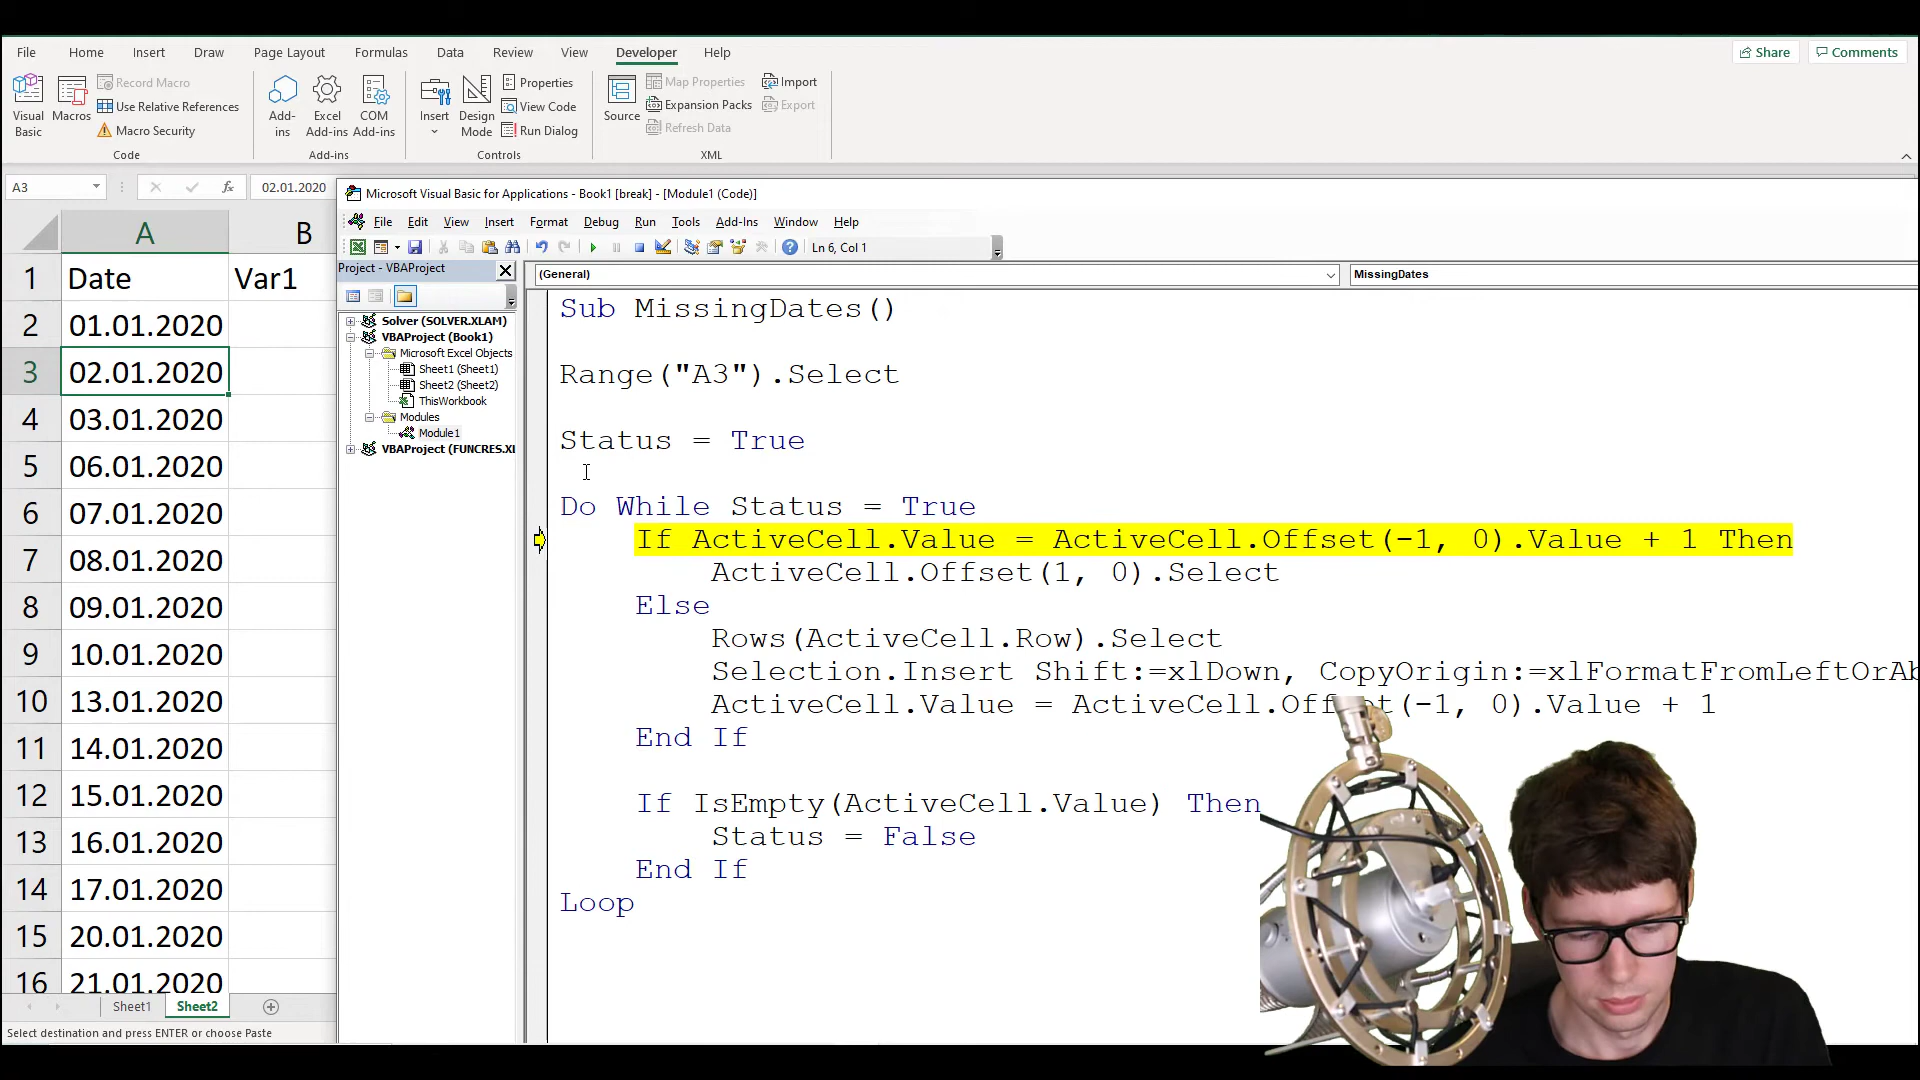 File Home Insert Draw Page Layout Formulas Data Review View Developer Help Share Comments
Visual Basic
Macros
Record Macro
Use Relative References
Macro Security
Code
Add-ins
Excel Add-ins
COM Add-ins
Add-ins
Insert
Design Mode
Properties
View Code
Run Dialog
Controls
Source
Map Properties
Expansion Packs
Refresh Data
Import
Export
XML
A3 fx 02.01.2020
Microsoft Visual Basic for Applications - Book1 [break] - [Module1 (Code)]
File Edit View Insert Format Debug Run Tools Add-Ins Window Help
Ln 6, Col 1
Project - VBAProject
Solver (SOLVER.XLAM)
VBAProject (Book1)
Microsoft Excel Objects
Sheet1 (Sheet1)
Sheet2 (Sheet2)
ThisWorkbook
Modules
Module1
VBAProject (FUNCRES.XL
(General) MissingDates
A B
1 Date Var1
2 01.01.2020
3 02.01.2020
4 03.01.2020
5 06.01.2020
6 07.01.2020
7 08.01.2020
8 09.01.2020
9 10.01.2020
10 13.01.2020
11 14.01.2020
12 15.01.2020
13 16.01.2020
14 17.01.2020
15 20.01.2020
16 21.01.2020
Sub MissingDates()
Range("A3").Select
Status = True
Do While Status = True
If ActiveCell.Value = ActiveCell.Offset(-1, 0).Value + 1 Then
ActiveCell.Offset(1, 0).Select
Else
Rows(ActiveCell.Row).Select
Selection.Insert Shift:=xlDown, CopyOrigin:=xlFormatFromLeftOrAb
ActiveCell.Value = ActiveCell.Offset(-1, 0).Value + 1
End If
If IsEmpty(ActiveCell.Value) Then
Status = False
End If
Loop
Sheet1 Sheet2
Select destination and press ENTER or choose Paste